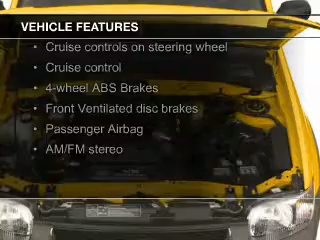 VEHICLE FEATURES
• Cruise controls on steering wheel
• Cruise control
• 4-wheel ABS Brakes
• Front Ventilated disc brakes
• Passenger Airbag
• AM/FM stereo